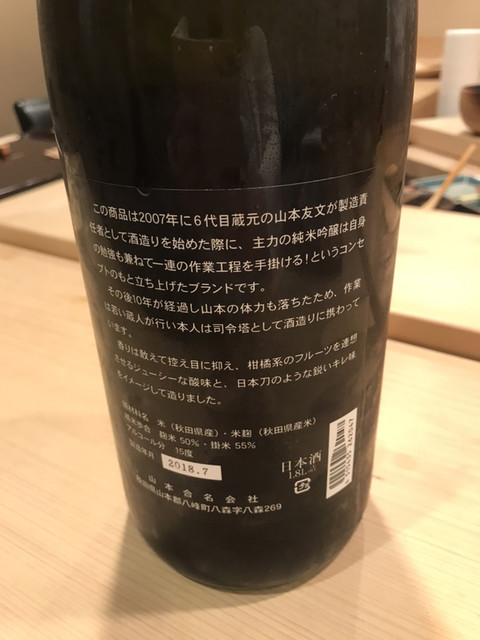 この商品は2007年に6代目蔵元の山本友文が製造責
任者として酒造りを始めた際に、主力の純米吟醸は自身
の勉強も兼ねて一連の作業工程を手掛ける！というコンセ
プトのもと立ち上げたブランドです。
その後10年が経過し山本の体力も落ちたため、作業
は若い蔵人が行い本人は司令塔として酒造りに携わって
います。
香りは敢えて控え目に抑え、柑橘系のフルーツを連想
させるジューシーな酸味と、日本刀のような鋭いキレ味
をイメージして造りました。
原材料名 米（秋田県産）・米麹（秋田県産米）
精米歩合 麹米 50%・掛米 55%
アルコール分 15度
製造年月 2018.7
日本酒
1.8L詰
山本合名会社
秋田県山本郡八峰町八森字八森269